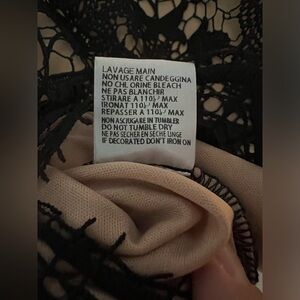 LAVAGE MAIN
NON USARE CANDEGGINA
NO CHLORINE BLEACH
NE PAS BLANCHIR
STIRARE A 110°/ MAX
IRON AT 110°/ MAX
REPASSER A 110°/ MAX
NON ASCIUGARE IN TUMBLER
DO NOT TUMBLE DRY
NE PAS SECHER EN SECHE LINGE
IF DECORATED DON'T IRON ON